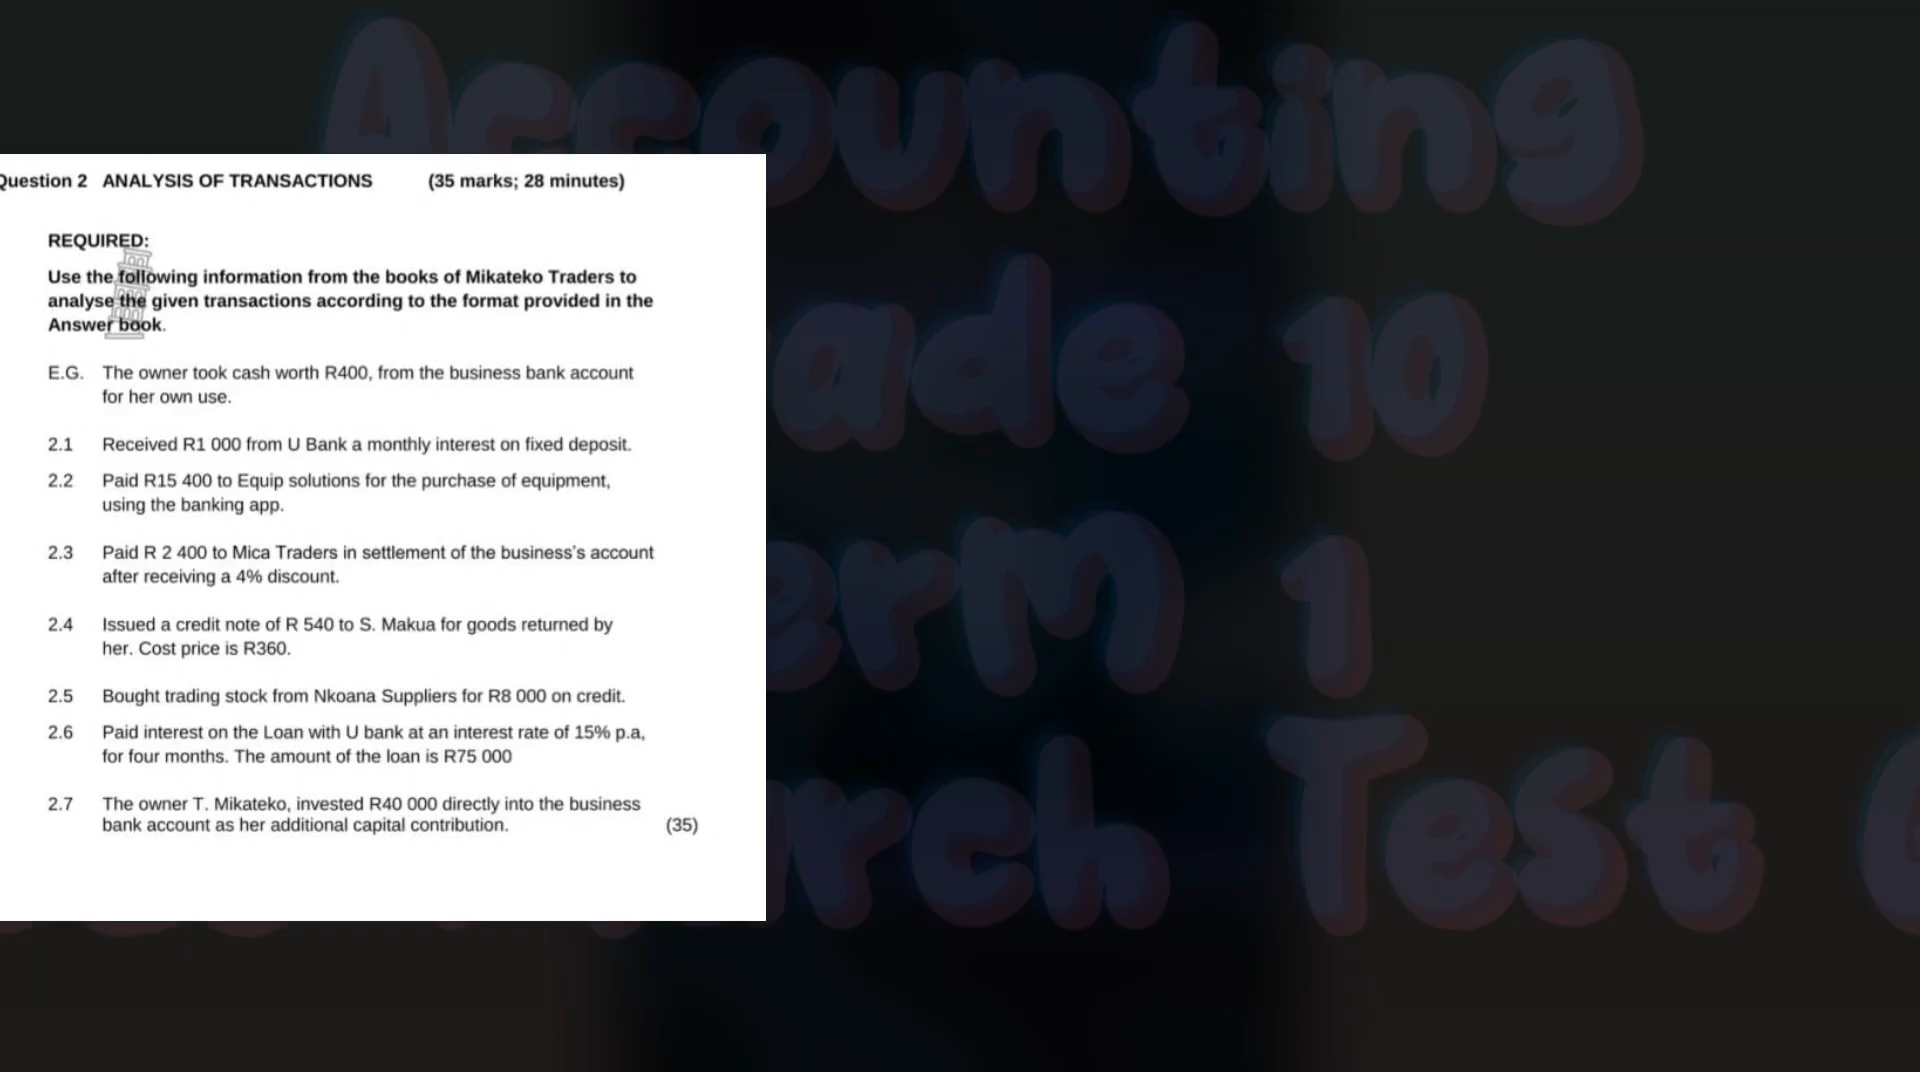 Accounting
Question 2 ANALYSIS OF TRANSACTIONS (35 marks; 28 minutes)
REQUIRED:
Use the following information from the books of Mikateko Traders to
analyse the given transactions according to the format provided in the
Answer book.
E.G. The owner took cash worth R400, from the business bank account
for her own use.
2.1 Received R1 000 from U Bank a monthly interest on fixed deposit.
2.2 Paid R15 400 to Equip solutions for the purchase of equipment,
using the banking app.
2.3 Paid R 2 400 to Mica Traders in settlement of the business’s account
after receiving a 4% discount.
2.4 Issued a credit note of R 540 to S. Makua for goods returned by
her. Cost price is R360.
2.5 Bought trading stock from Nkoana Suppliers for R8 000 on credit.
2.6 Paid interest on the Loan with U bank at an interest rate of 15% p.a,
for four months. The amount of the loan is R75 000
2.7 The owner T. Mikateko, invested R40 000 directly into the business
bank account as her additional capital contribution. (35)
ade 10
erm 1
rch Test